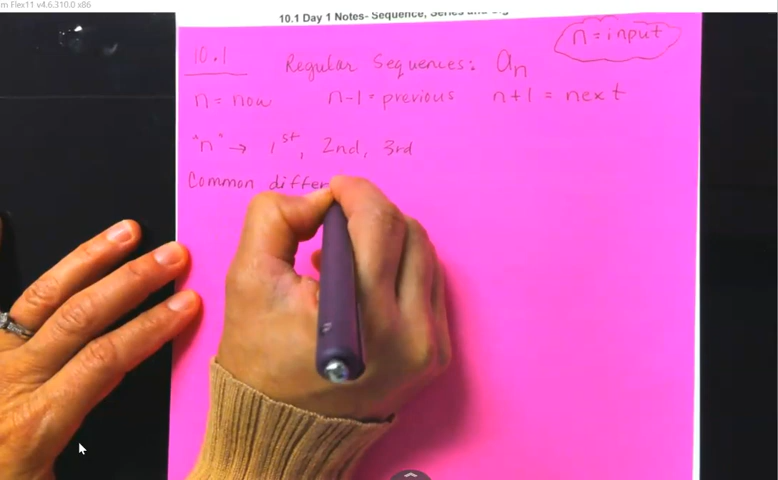 m Flex11 v4.6.310.0 x86
10.1 Day 1 Notes- Sequence, Series and
n = input
10.1
Regular Sequences: an
n = now n-1 = previous n+1 = next
"n" → 1st, 2nd, 3rd
Common differ